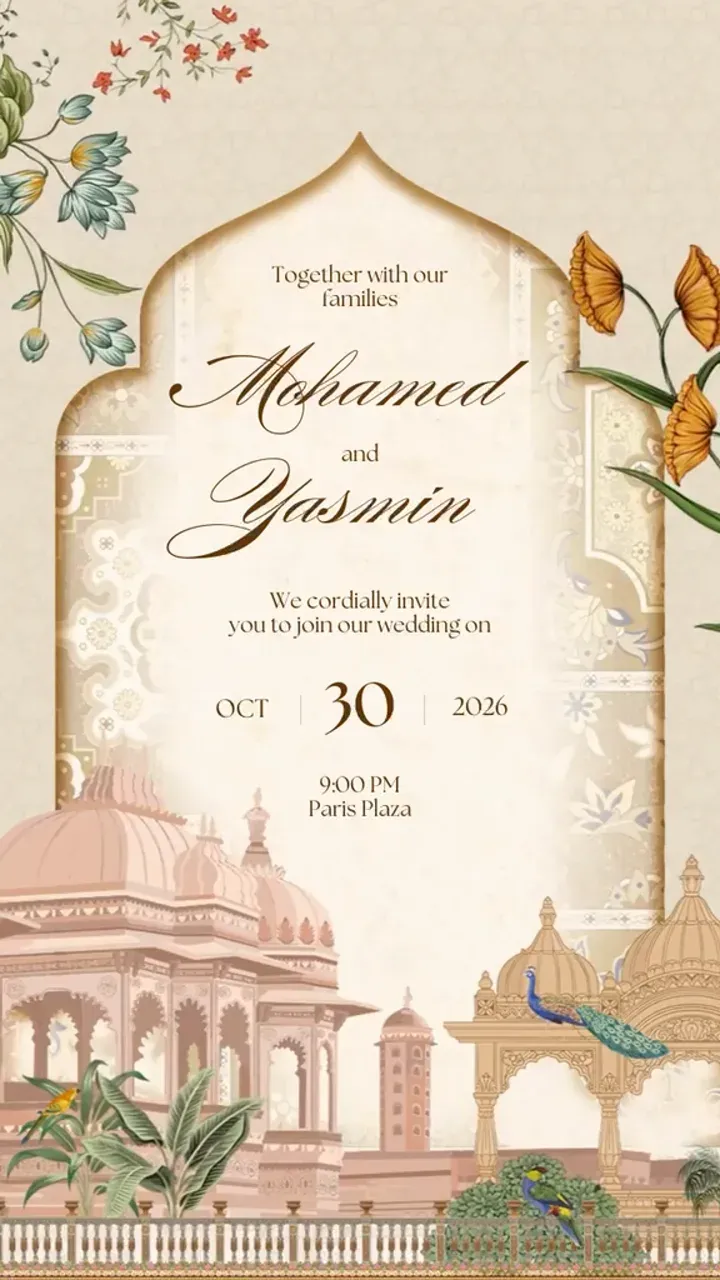 Together with our
families
Mohamed
and
Yasmin
We cordially invite
you to join our wedding on
OCT 30 2026
9:00 PM
Paris Plaza